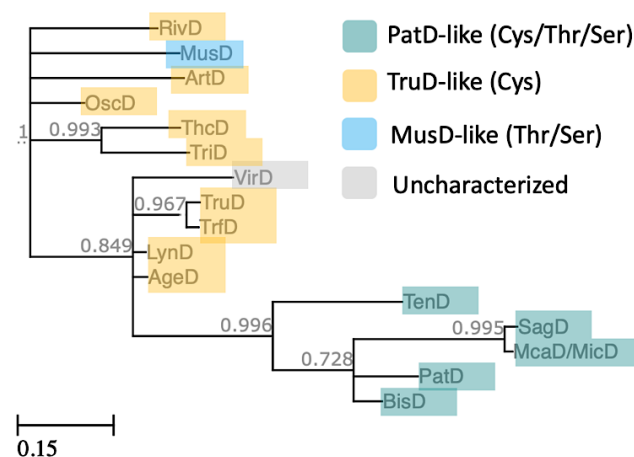 RivD
MusD
ArtD
OscD
1
0.993
ThcD
TriD
VirD
0.967
TruD
TrfD
0.849
LynD
AgeD
TenD
0.996
0.995
SagD
McaD/MicD
0.728
PatD
BisD
0.15
PatD-like (Cys/Thr/Ser)
TruD-like (Cys)
MusD-like (Thr/Ser)
Uncharacterized